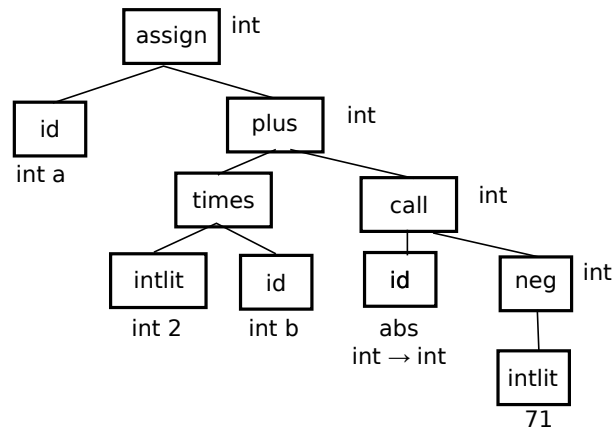 assign int
id plus int
int a
times call int
intlit id id neg int
int 2 int b abs
int → int
intlit
71